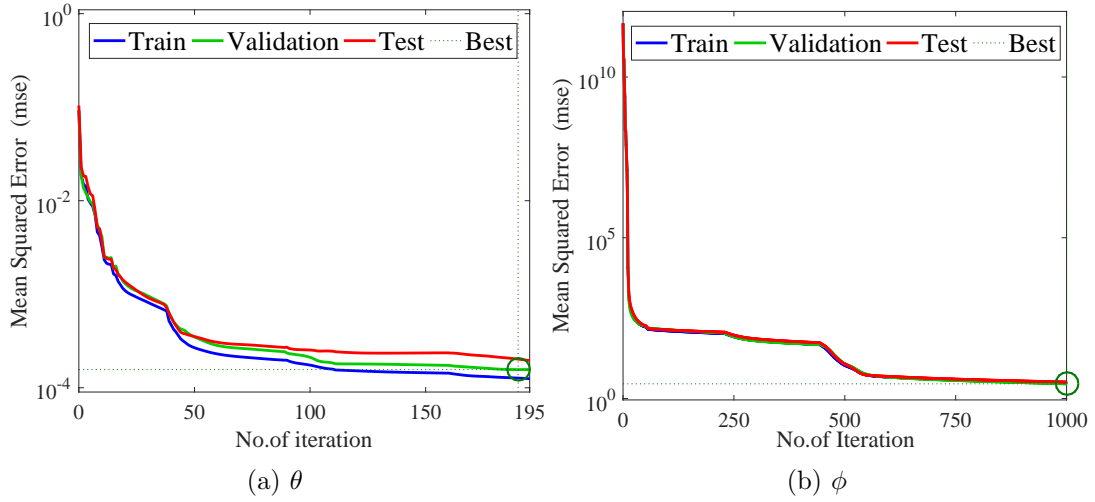 10^0
Train Validation Test Best
10^-2
10^-4
Mean Squared Error (mse)
0 50 100 150 195
No.of iteration
(a) θ
Train Validation Test Best
10^10
10^5
10^0
Mean Squared Error (mse)
0 250 500 750 1000
No.of Iteration
(b) ϕ